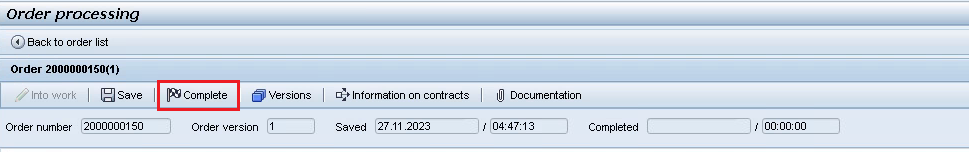 Order processing
Back to order list
Order 2000000150(1)
Into work Save Complete Versions Information on contracts Documentation
Order number 2000000150 Order version 1 Saved 27.11.2023 / 04:47:13 Completed / 00:00:00